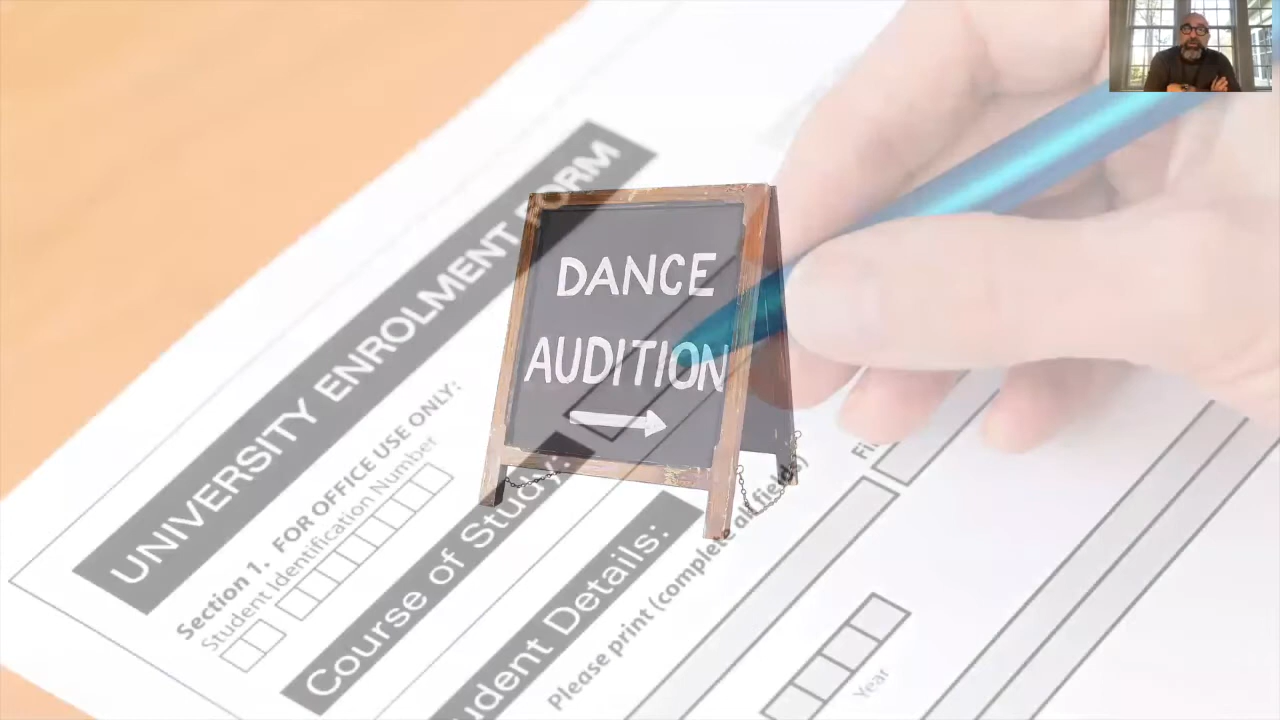 UNIVERSITY ENROLMENT FORM
Section 1. FOR OFFICE USE ONLY:
Student Identification Number
Course of Study:
udent Details:
Please print (complete all fields)
Year
DANCE
AUDITION